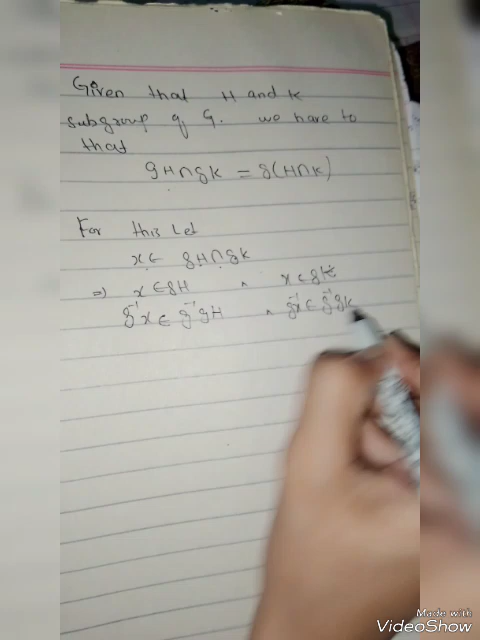 Given that H and K
subgroup of G. we have to
that
gH∩gK = g(H∩K)
For this Let
x ∈ gH∩gK
⇒ x ∈ gH ∧ x ∈ gK
g⁻¹x ∈ g⁻¹gH ∧ g⁻¹x ∈ g⁻¹gK
Made with
VideoShow